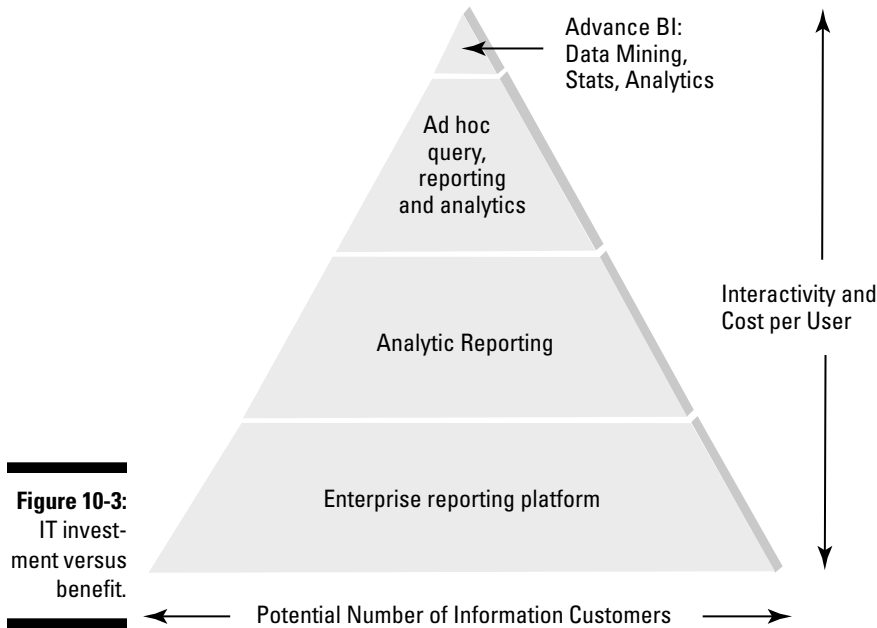 Advance BI:
Data Mining,
Stats, Analytics
Ad hoc
query,
reporting
and analytics
Interactivity and
Cost per User
Analytic Reporting
Enterprise reporting platform
Figure 10-3:
IT invest-
ment versus
benefit.
Potential Number of Information Customers